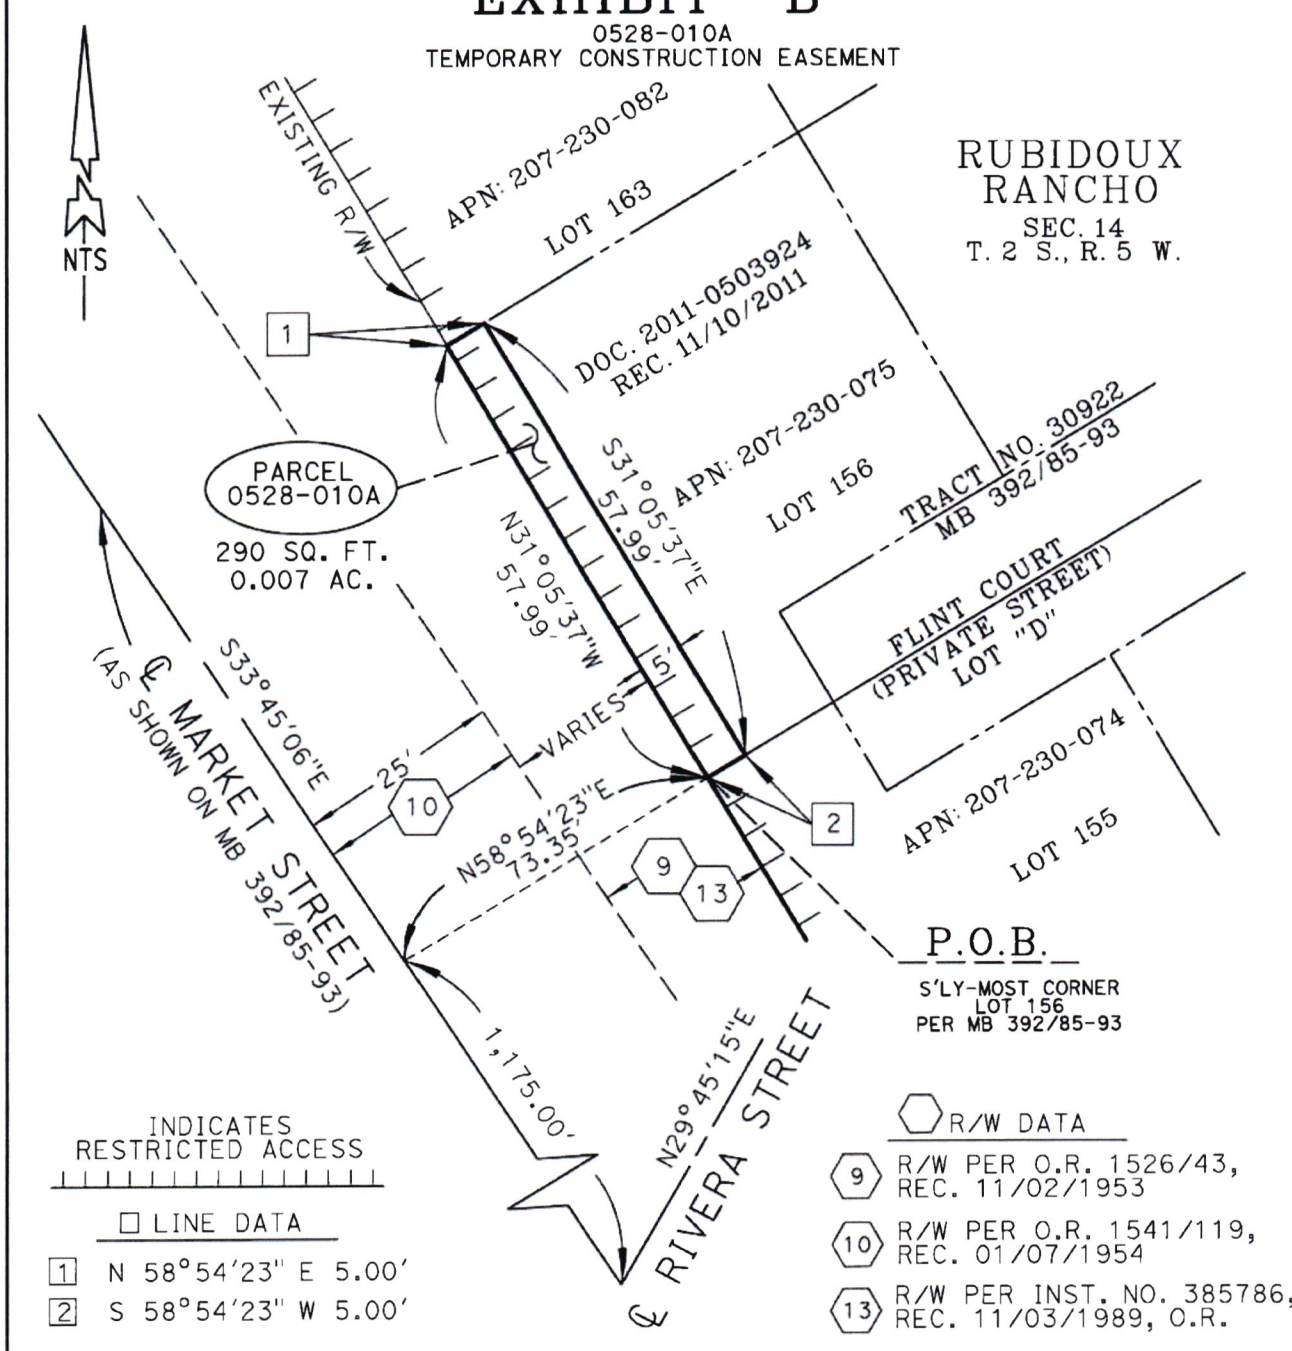 EXHIBIT "B"
0528-010A
TEMPORARY CONSTRUCTION EASEMENT
NTS
EXISTING R/W
APN: 207-230-082
LOT 163
RUBIDOUX
RANCHO
SEC. 14
T. 2 S., R. 5 W.
1
DOC. 2011-0503924
REC. 11/10/2011
APN: 207-230-075
LOT 156
TRACT NO. 30922
MB 392/85-93
PARCEL
0528-010A
290 SQ. FT.
0.007 AC.
S31°05'37"E
57.99'
N31°05'37"W
57.99'
5'
FLINT COURT
(PRIVATE STREET)
LOT "D"
S33°45'06"E
℄ MARKET STREET
(AS SHOWN ON MB 392/85-93)
25'
10
VARIES
N58°54'23"E
73.35'
9
13
2
APN: 207-230-074
LOT 155
P.O.B.
S'LY-MOST CORNER
LOT 156
PER MB 392/85-93
1,175.00'
N29°45'15"E
℄ RIVERA STREET
INDICATES
RESTRICTED ACCESS
LINE DATA
1 N 58°54'23" E 5.00'
2 S 58°54'23" W 5.00'
R/W DATA
9 R/W PER O.R. 1526/43,
REC. 11/02/1953
10 R/W PER O.R. 1541/119,
REC. 01/07/1954
13 R/W PER INST. NO. 385786,
REC. 11/03/1989, O.R.